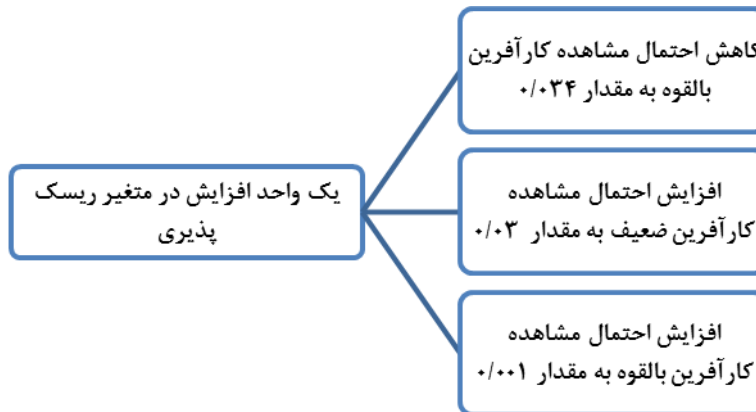 کاهش احتمال مشاهده کارآفرین
بالقوه به مقدار ۰/۰۳۴
یک واحد افزایش در متغیر ریسک
پذیری
افزایش احتمال مشاهده
کارآفرین ضعیف به مقدار ۰/۰۳
افزایش احتمال مشاهده
کارآفرین بالقوه به مقدار ۰/۰۰۱